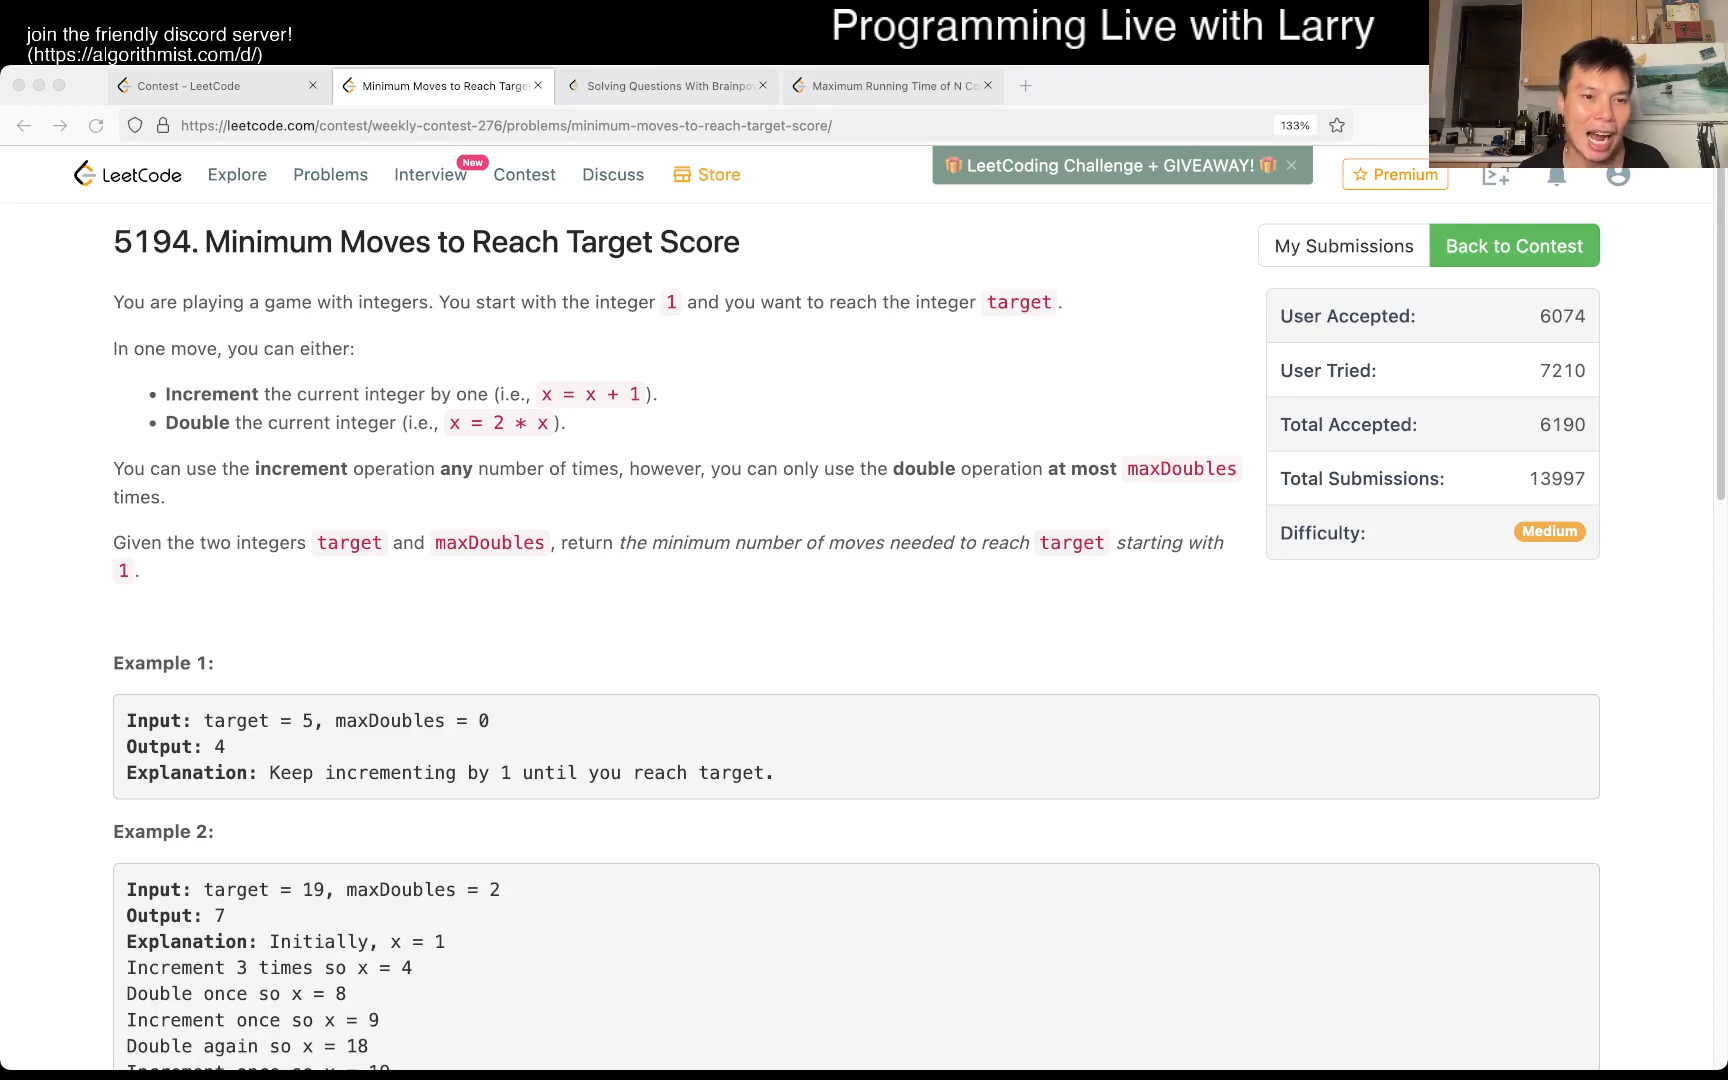 join the friendly discord server!
(https://algorithmist.com/d/)
Programming Live with Larry
Contest - LeetCode
Minimum Moves to Reach Target
Solving Questions With Brainpo
Maximum Running Time of N Co
https://leetcode.com/contest/weekly-contest-276/problems/minimum-moves-to-reach-target-score/
133%
LeetCode
Explore
Problems
Interview
New
Contest
Discuss
Store
LeetCoding Challenge + GIVEAWAY!
Premium
5194. Minimum Moves to Reach Target Score
My Submissions
Back to Contest
You are playing a game with integers. You start with the integer 1 and you want to reach the integer target.
In one move, you can either:
• Increment the current integer by one (i.e., x = x + 1).
• Double the current integer (i.e., x = 2 * x).
You can use the increment operation any number of times, however, you can only use the double operation at most maxDoubles
times.
Given the two integers target and maxDoubles, return the minimum number of moves needed to reach target starting with
1.
User Accepted: 6074
User Tried: 7210
Total Accepted: 6190
Total Submissions: 13997
Difficulty: Medium
Example 1:
Input: target = 5, maxDoubles = 0
Output: 4
Explanation: Keep incrementing by 1 until you reach target.
Example 2:
Input: target = 19, maxDoubles = 2
Output: 7
Explanation: Initially, x = 1
Increment 3 times so x = 4
Double once so x = 8
Increment once so x = 9
Double again so x = 18
Increment once so x = 19